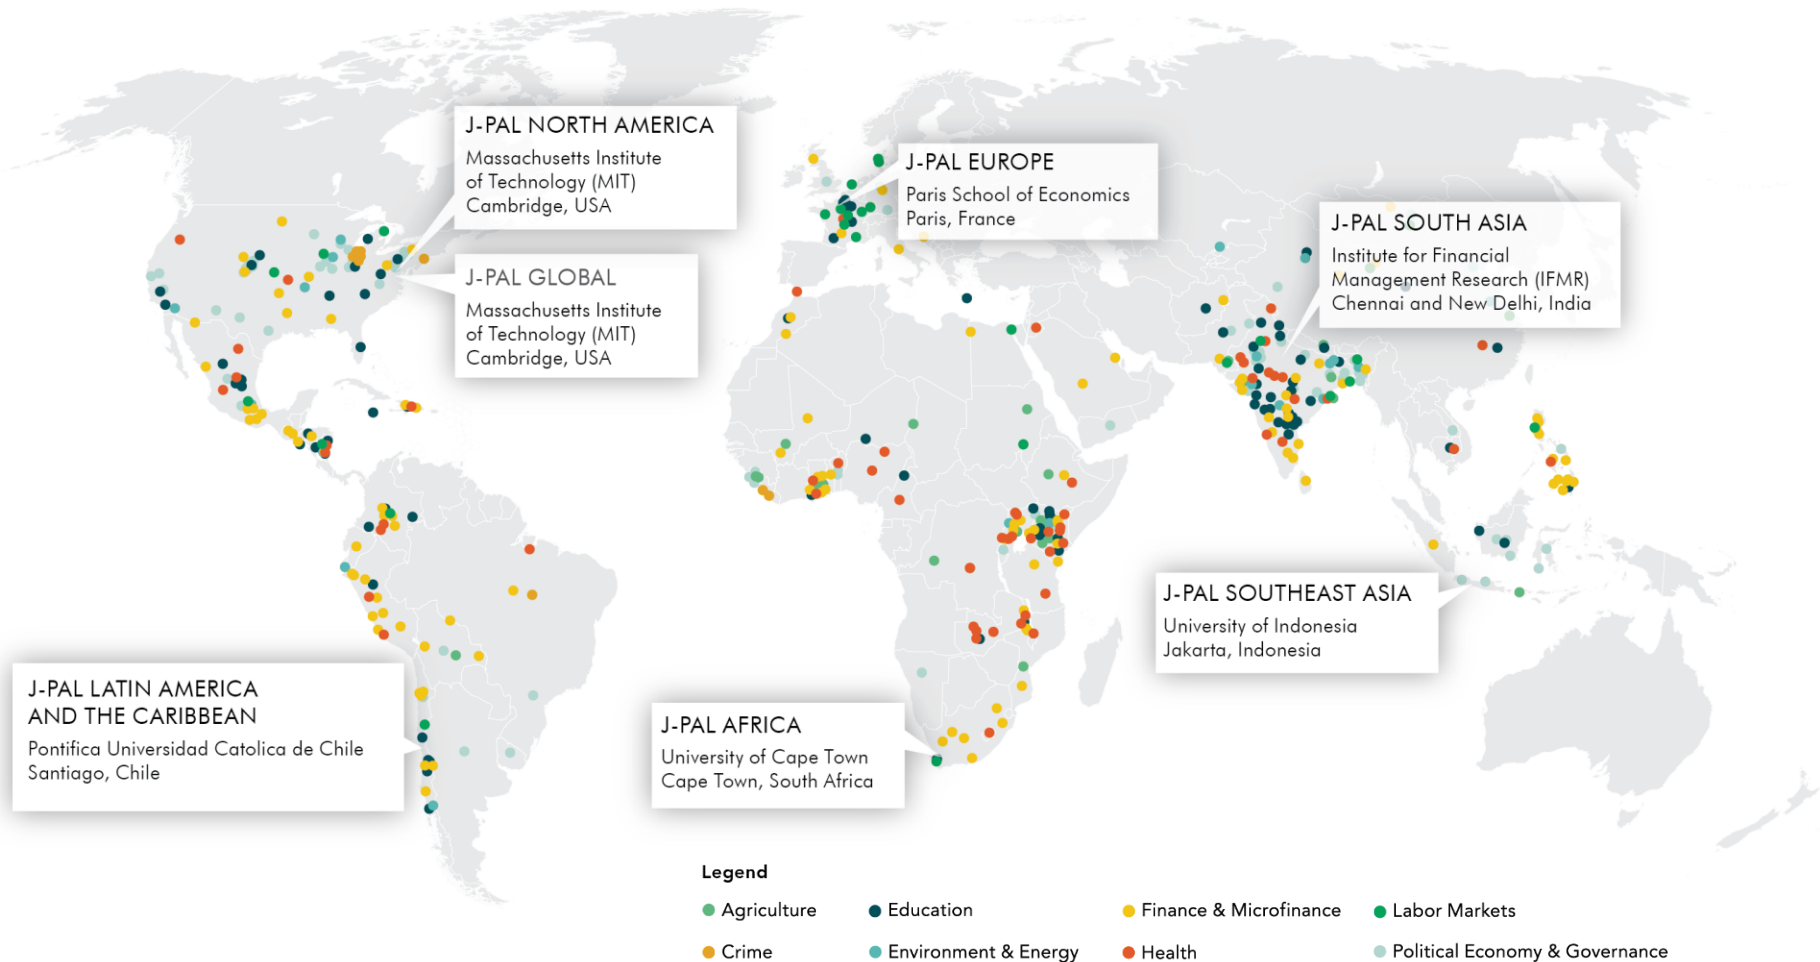 J-PAL NORTH AMERICA
Massachusetts Institute
of Technology (MIT)
Cambridge, USA
J-PAL GLOBAL
Massachusetts Institute
of Technology (MIT)
Cambridge, USA
J-PAL EUROPE
Paris School of Economics
Paris, France
J-PAL SOUTH ASIA
Institute for Financial
Management Research (IFMR)
Chennai and New Delhi, India
J-PAL SOUTHEAST ASIA
University of Indonesia
Jakarta, Indonesia
J-PAL LATIN AMERICA
AND THE CARIBBEAN
Pontifica Universidad Catolica de Chile
Santiago, Chile
J-PAL AFRICA
University of Cape Town
Cape Town, South Africa
Legend
Agriculture
Education
Finance & Microfinance
Labor Markets
Crime
Environment & Energy
Health
Political Economy & Governance